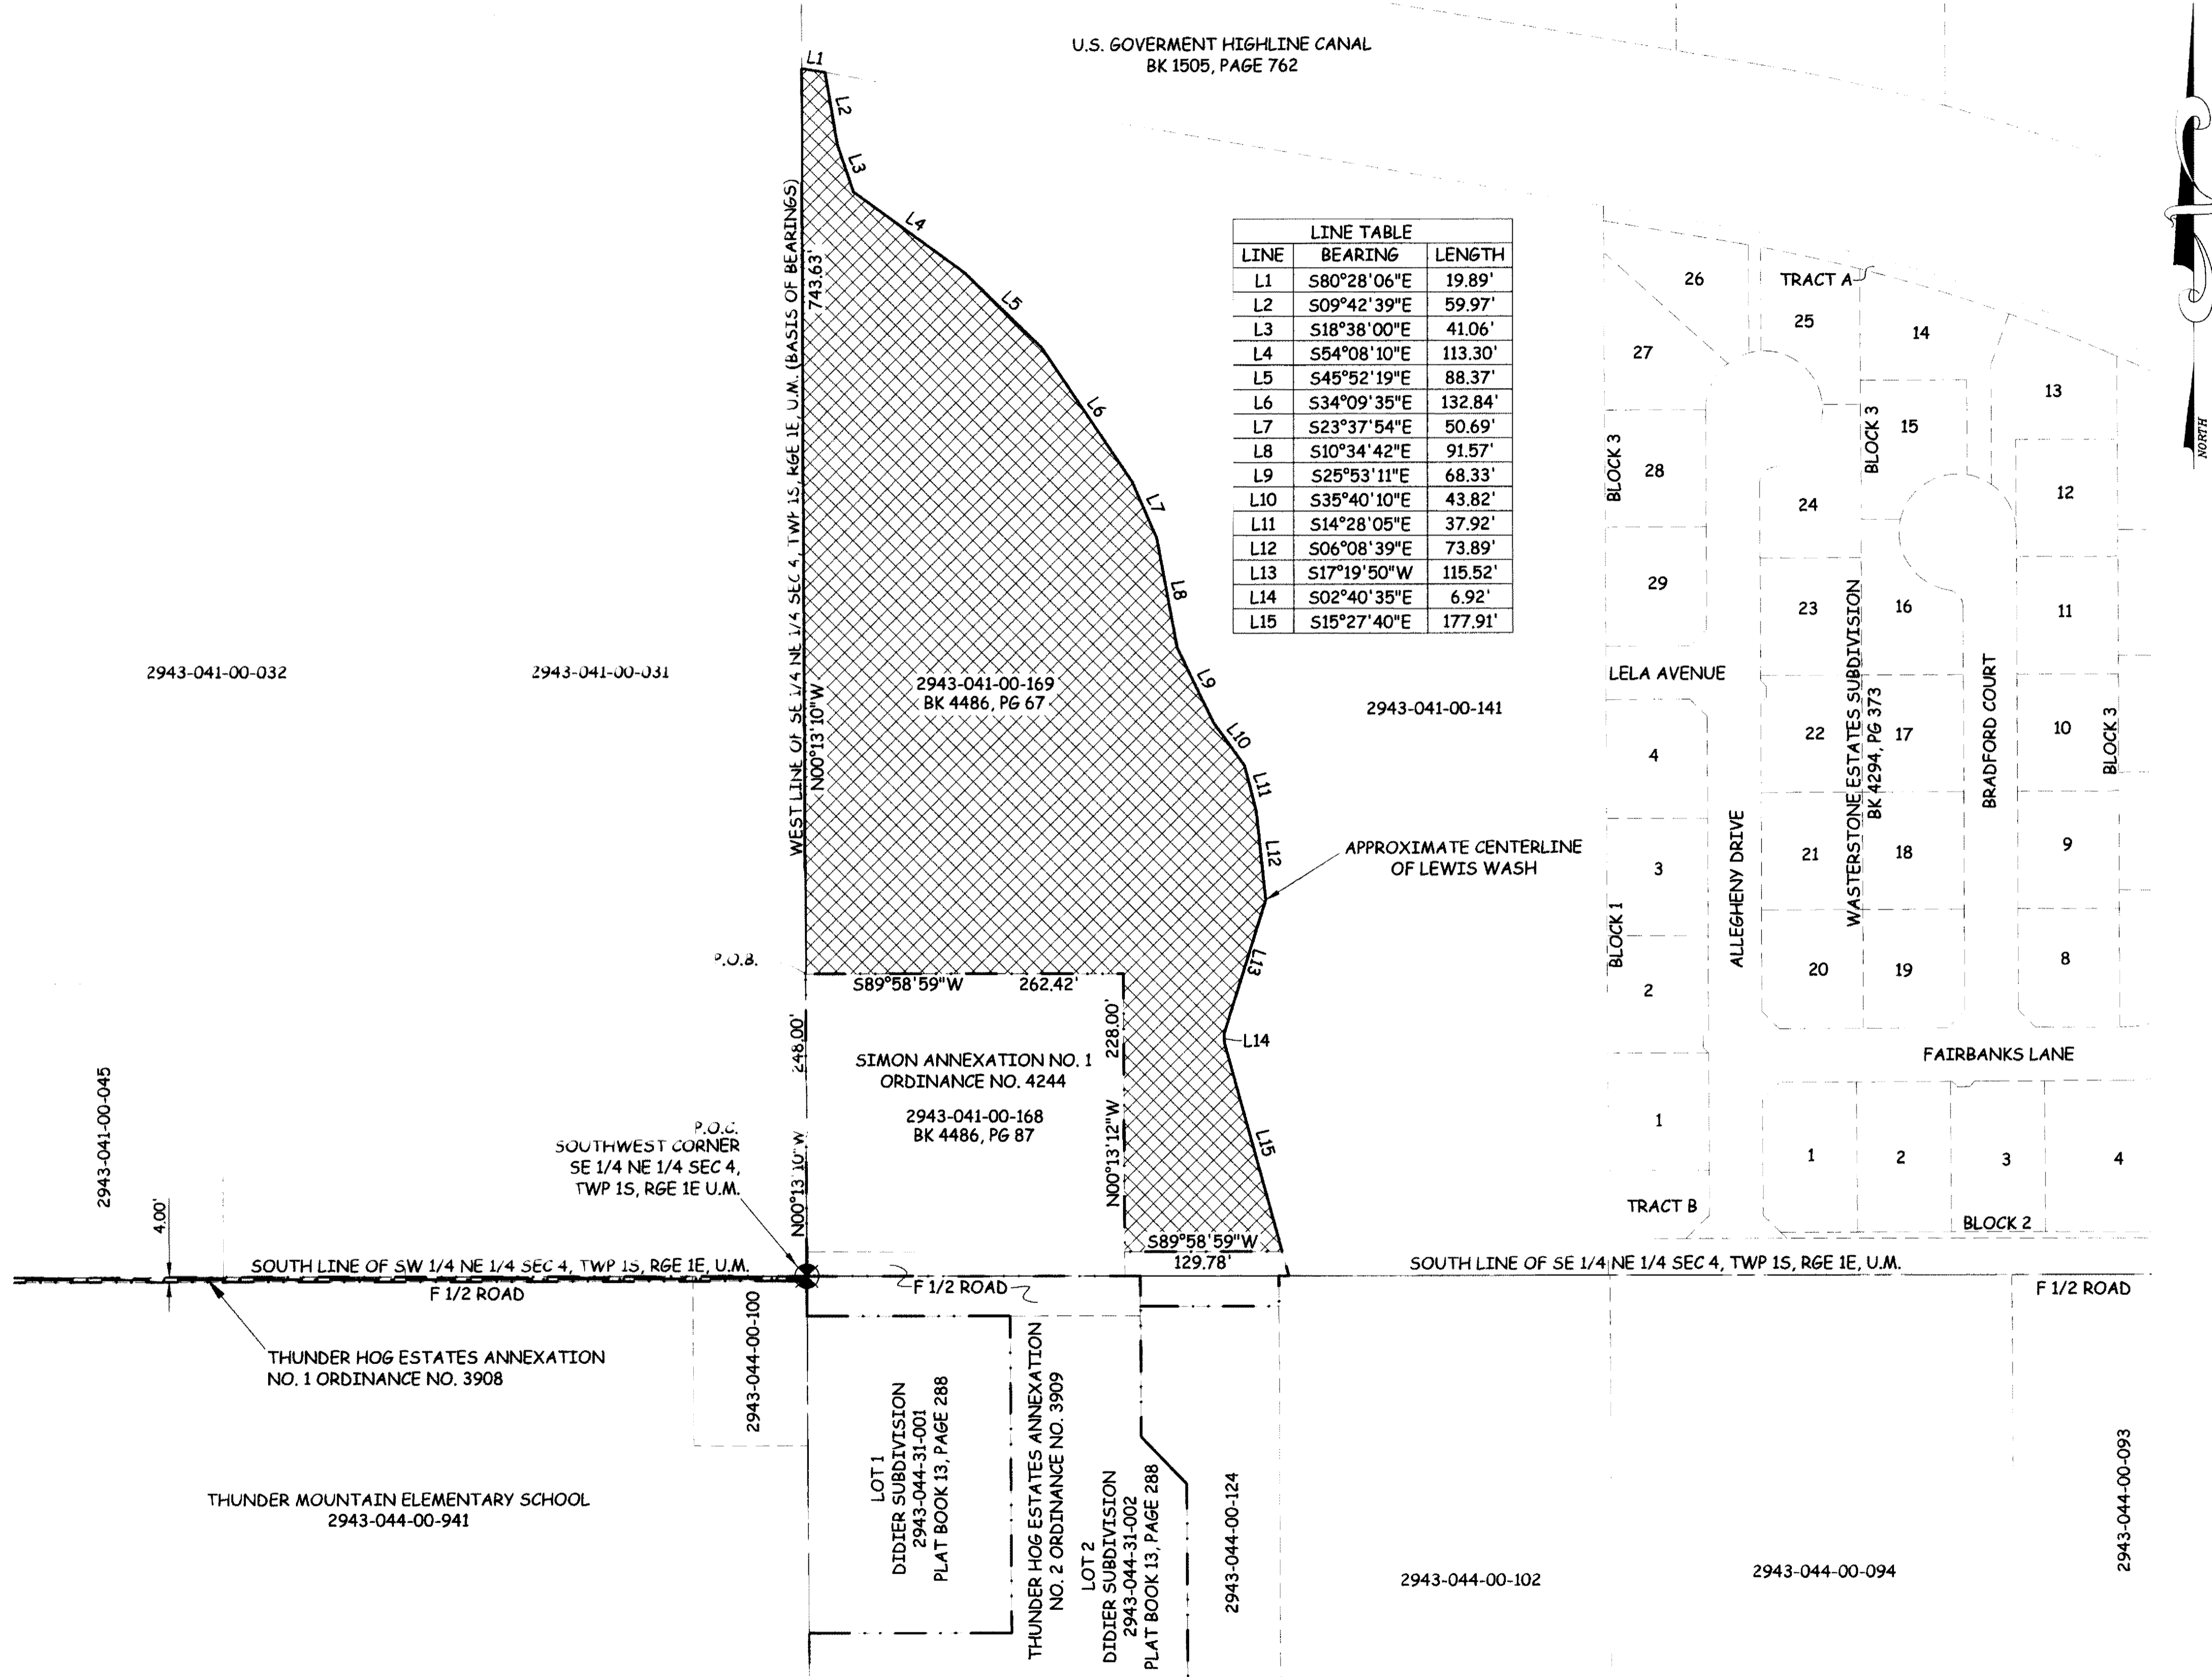 U.S. GOVERMENT HIGHLINE CANAL
BK 1505, PAGE 762
L1
L2
L3
L4
L5
L6
L7
L8
L9
L10
L11
L12
L13
L14
L15
WEST LINE OF SE 1/4 NE 1/4 SEC 4, TWP 1S, RGE 1E, U.M. (BASIS OF BEARINGS)
743.63'
N00°13'10"W
LINE TABLE
LINE BEARING LENGTH
L1 S80°28'06"E 19.89'
L2 S09°42'39"E 59.97'
L3 S18°38'00"E 41.06'
L4 S54°08'10"E 113.30'
L5 S45°52'19"E 88.37'
L6 S34°09'35"E 132.84'
L7 S23°37'54"E 50.69'
L8 S10°34'42"E 91.57'
L9 S25°53'11"E 68.33'
L10 S35°40'10"E 43.82'
L11 S14°28'05"E 37.92'
L12 S06°08'39"E 73.89'
L13 S17°19'50"W 115.52'
L14 S02°40'35"E 6.92'
L15 S15°27'40"E 177.91'
NORTH
26
TRACT A
25
14
27
13
BLOCK 3
15
BLOCK 3
28
12
24
29
23
16
11
LELA AVENUE
WASTERSTONE ESTATES SUBDIVISION
BK 4294, PG 373
BRADFORD COURT
22
17
10
BLOCK 3
4
ALLEGHENY DRIVE
21
18
9
3
BLOCK 1
20
19
8
2
FAIRBANKS LANE
1
1
2
3
4
TRACT B
BLOCK 2
2943-041-00-032
2943-041-00-031
2943-041-00-169
BK 4486, PG 67
2943-041-00-141
APPROXIMATE CENTERLINE
OF LEWIS WASH
P.O.B.
S89°58'59"W 262.42'
248.00'
N00°13'10"W
228.00'
N00°13'12"W
SIMON ANNEXATION NO. 1
ORDINANCE NO. 4244
2943-041-00-168
BK 4486, PG 87
2943-041-00-045
P.O.C.
SOUTHWEST CORNER
SE 1/4 NE 1/4 SEC 4,
TWP 1S, RGE 1E U.M.
4.00'
S89°58'59"W
129.78'
SOUTH LINE OF SW 1/4 NE 1/4 SEC 4, TWP 1S, RGE 1E, U.M.
F 1/2 ROAD
F 1/2 ROAD
SOUTH LINE OF SE 1/4 NE 1/4 SEC 4, TWP 1S, RGE 1E, U.M.
F 1/2 ROAD
THUNDER HOG ESTATES ANNEXATION
NO. 1 ORDINANCE NO. 3908
2943-044-00-100
THUNDER MOUNTAIN ELEMENTARY SCHOOL
2943-044-00-941
LOT 1
DIDIER SUBDIVISION
2943-044-31-001
PLAT BOOK 13, PAGE 288
THUNDER HOG ESTATES ANNEXATION
NO. 2 ORDINANCE NO. 3909
LOT 2
DIDIER SUBDIVISION
2943-044-31-002
PLAT BOOK 13, PAGE 288
2943-044-00-124
2943-044-00-102
2943-044-00-094
2943-044-00-093